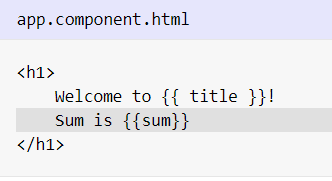 app.component.html
<h1>
    Welcome to {{ title }}!
    Sum is {{sum}}
</h1>